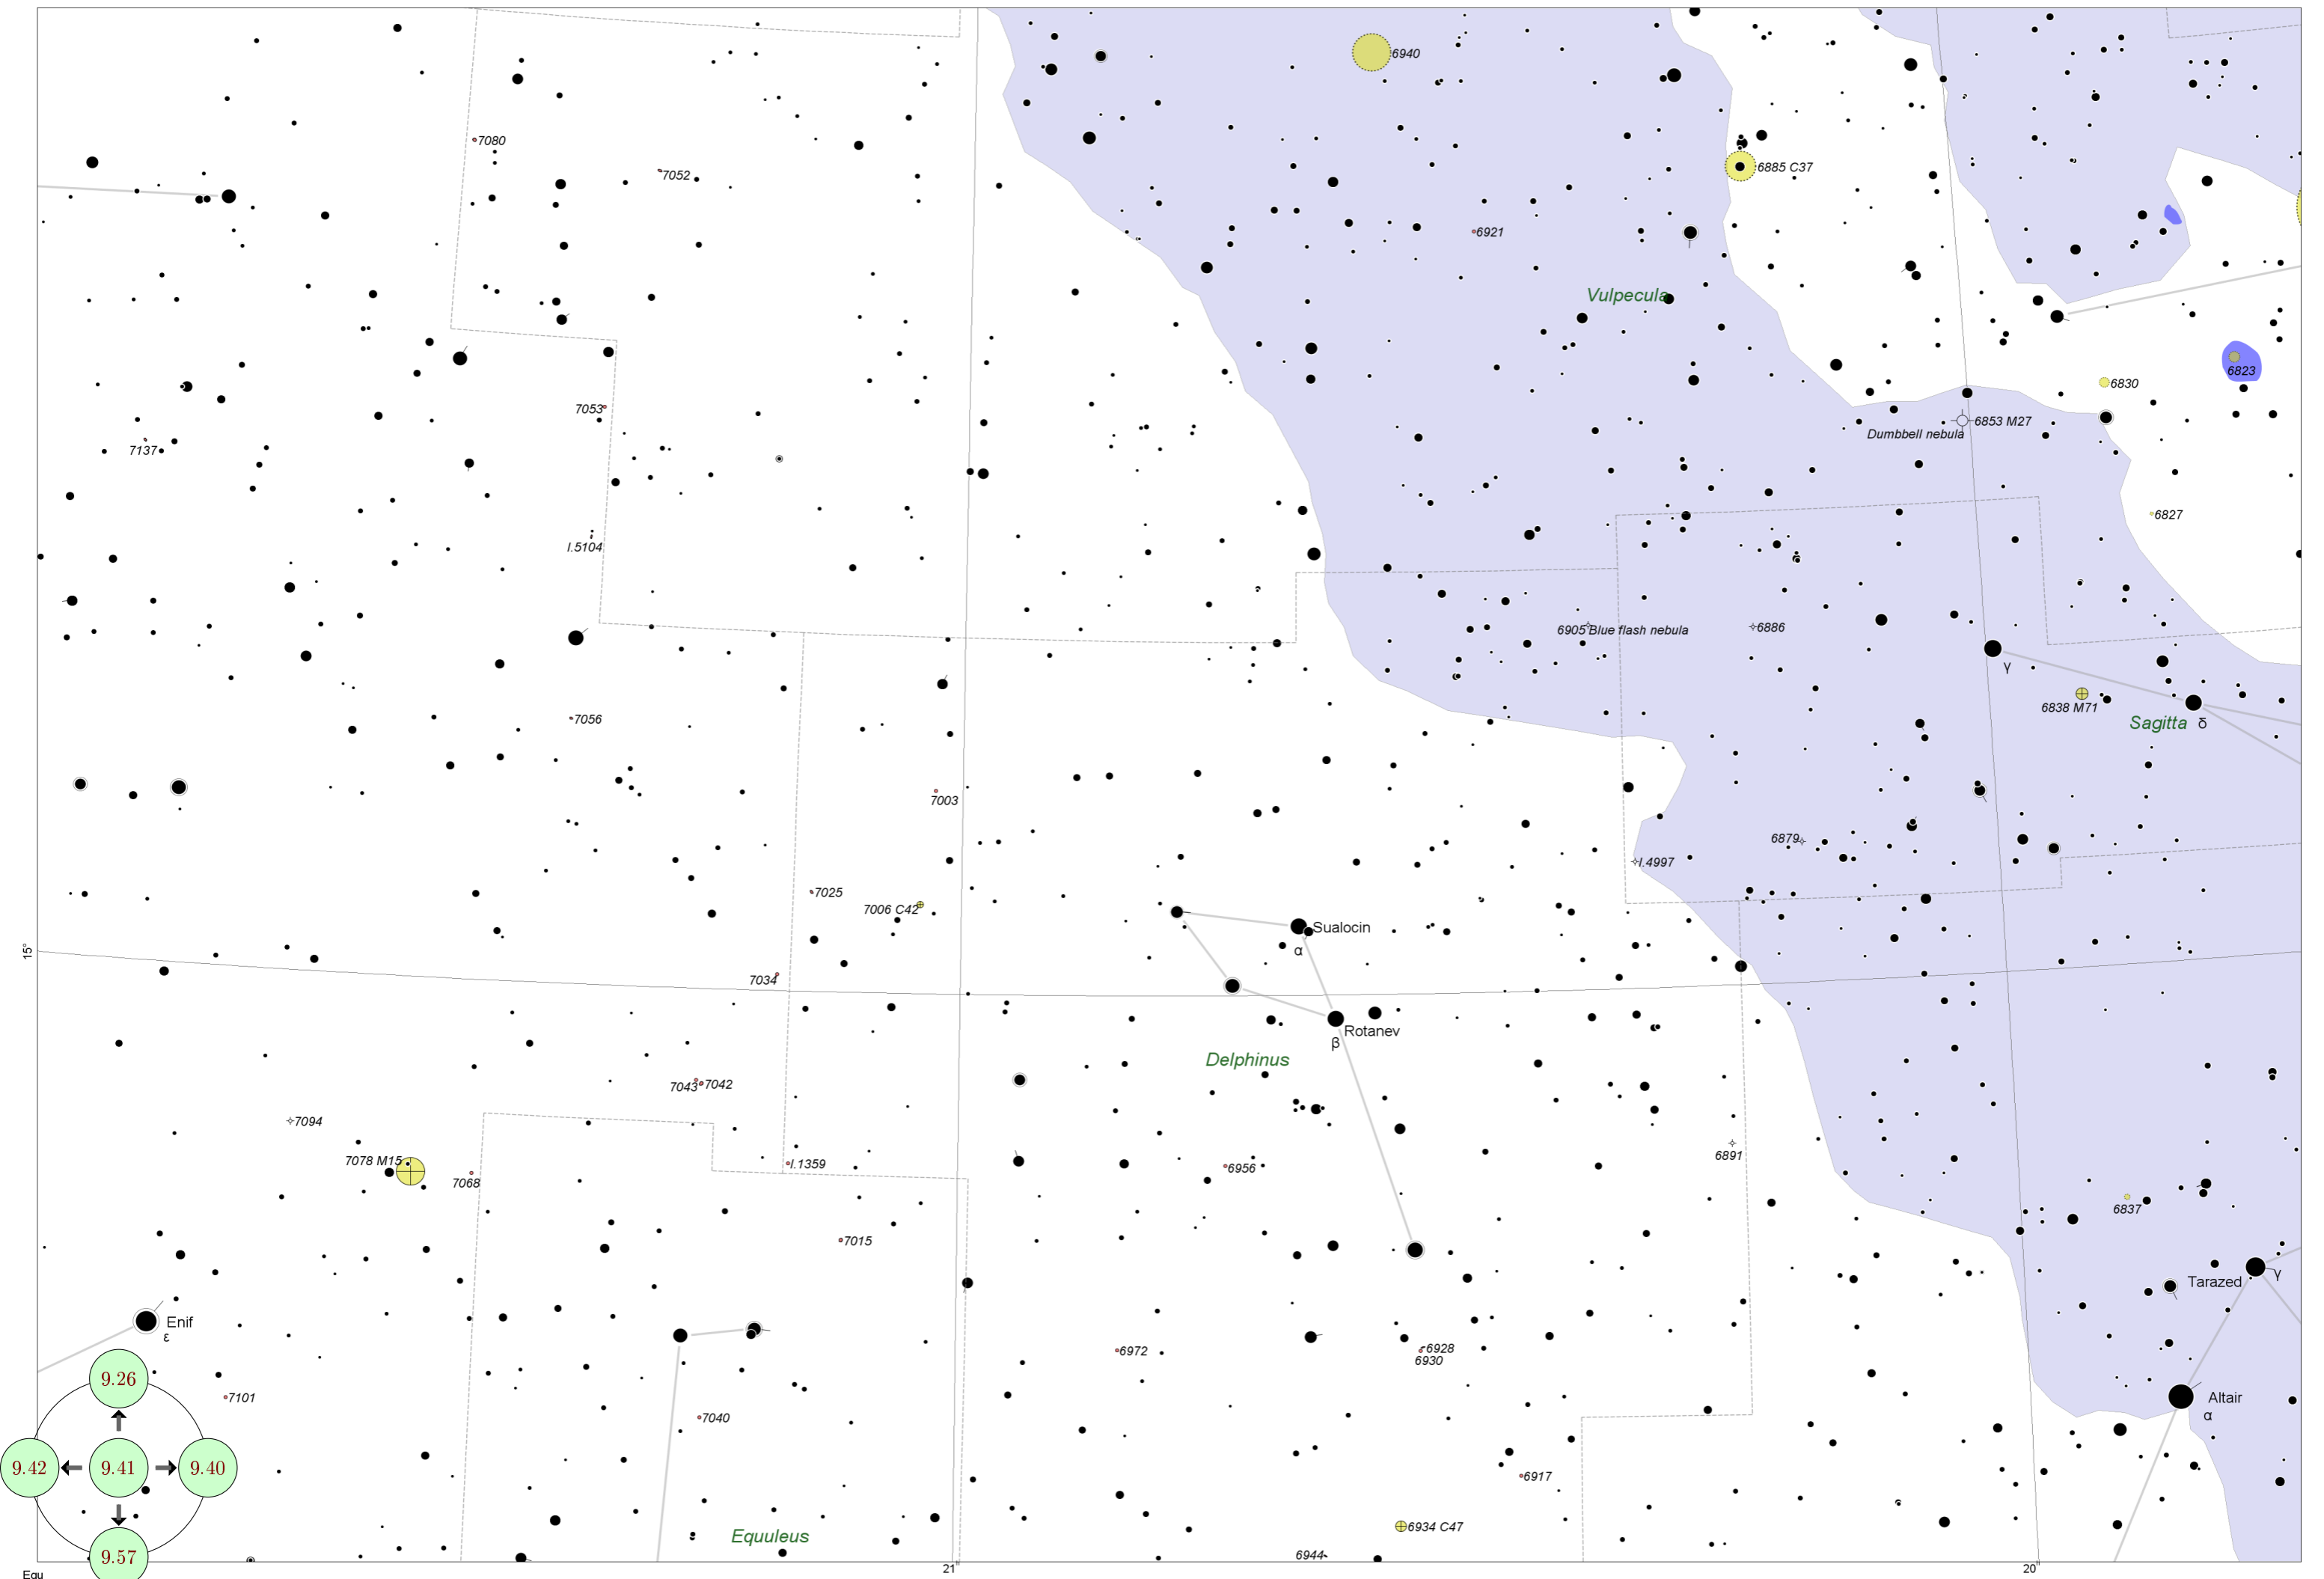 6940
7080
6885 C37
7052
6921
Vulpecula
6823
6830
7053
6853 M27
Dumbbell nebula
7137
6827
I.5104
6905 Blue flash nebula
6886
γ
6838 M71
7056
Sagitta
δ
7003
6879
I.4997
7025
7006 C42
Sualocin
α
15°
7034
Rotanev
β
Delphinus
7043
7042
7094
7078 M15
I.1359
6956
6891
7068
6837
7015
Tarazed
γ
Enif
ε
6972
6928
6930
9.26
7101
Altair
α
7040
9.42
9.41
9.40
6917
6934 C47
Equuleus
9.57
6944
21h
20h
Equ